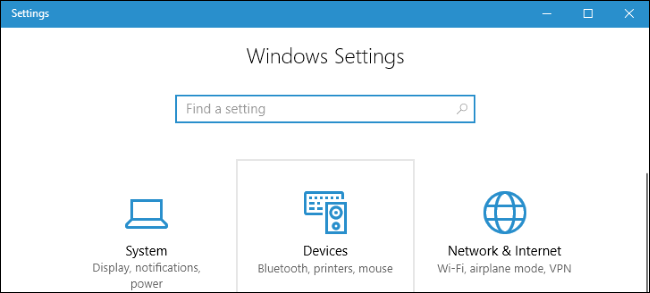 Settings
Windows Settings
Find a setting
System
Display, notifications,
power
Devices
Bluetooth, printers, mouse
Network & Internet
Wi-Fi, airplane mode, VPN